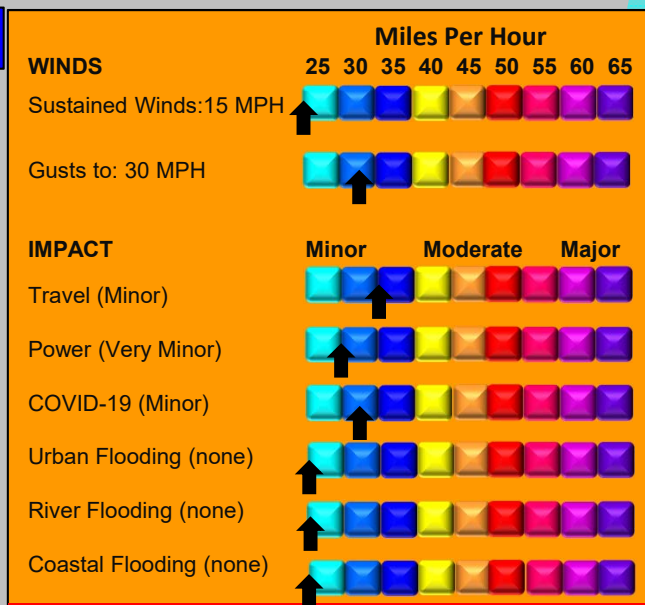 Miles Per Hour
WINDS 25 30 35 40 45 50 55 60 65
Sustained Winds:15 MPH
Gusts to: 30 MPH
IMPACT Minor Moderate Major
Travel (Minor)
Power (Very Minor)
COVID-19 (Minor)
Urban Flooding (none)
River Flooding (none)
Coastal Flooding (none)